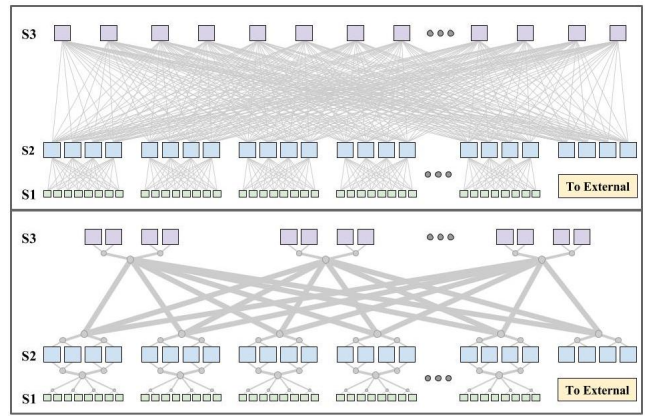 S3
S2
S1
To External
S3
S2
S1
To External